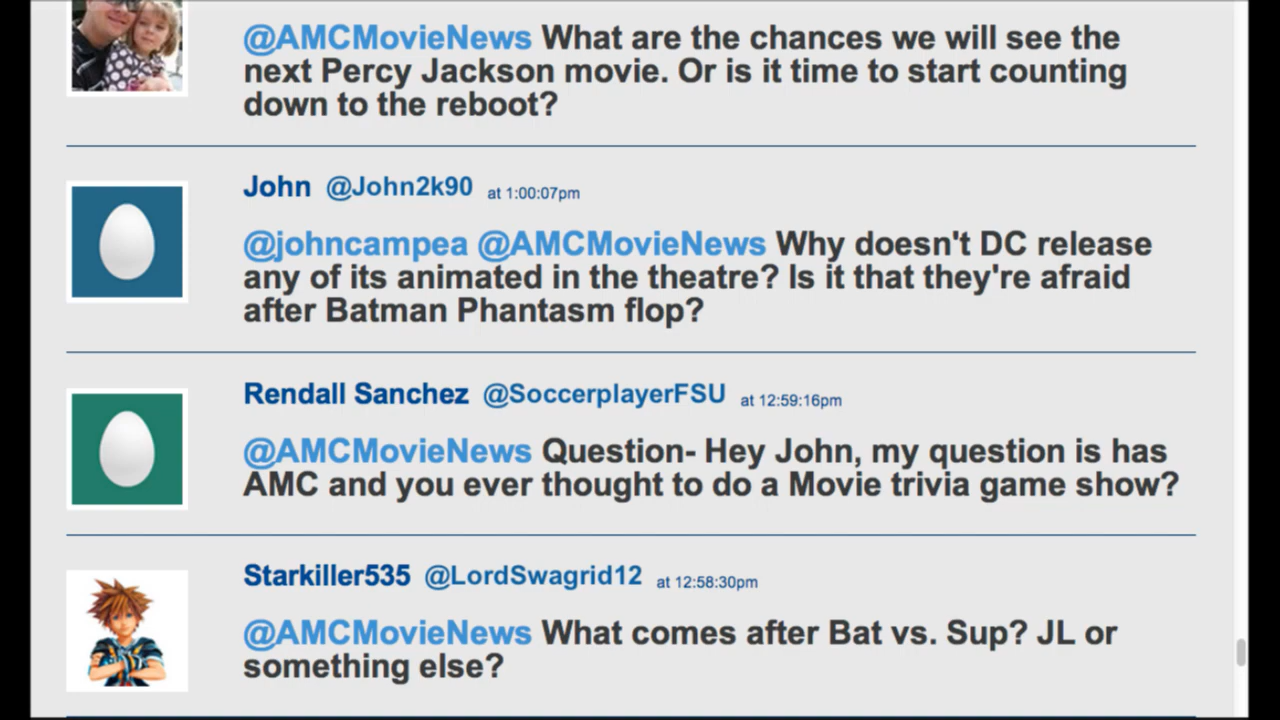 @AMCMovieNews What are the chances we will see the
next Percy Jackson movie. Or is it time to start counting
down to the reboot?
John @John2k90 at 1:00:07pm
@johncampea @AMCMovieNews Why doesn't DC release
any of its animated in the theatre? Is it that they're afraid
after Batman Phantasm flop?
Rendall Sanchez @SoccerplayerFSU at 12:59:16pm
@AMCMovieNews Question- Hey John, my question is has
AMC and you ever thought to do a Movie trivia game show?
Starkiller535 @LordSwagrid12 at 12:58:30pm
@AMCMovieNews What comes after Bat vs. Sup? JL or
something else?